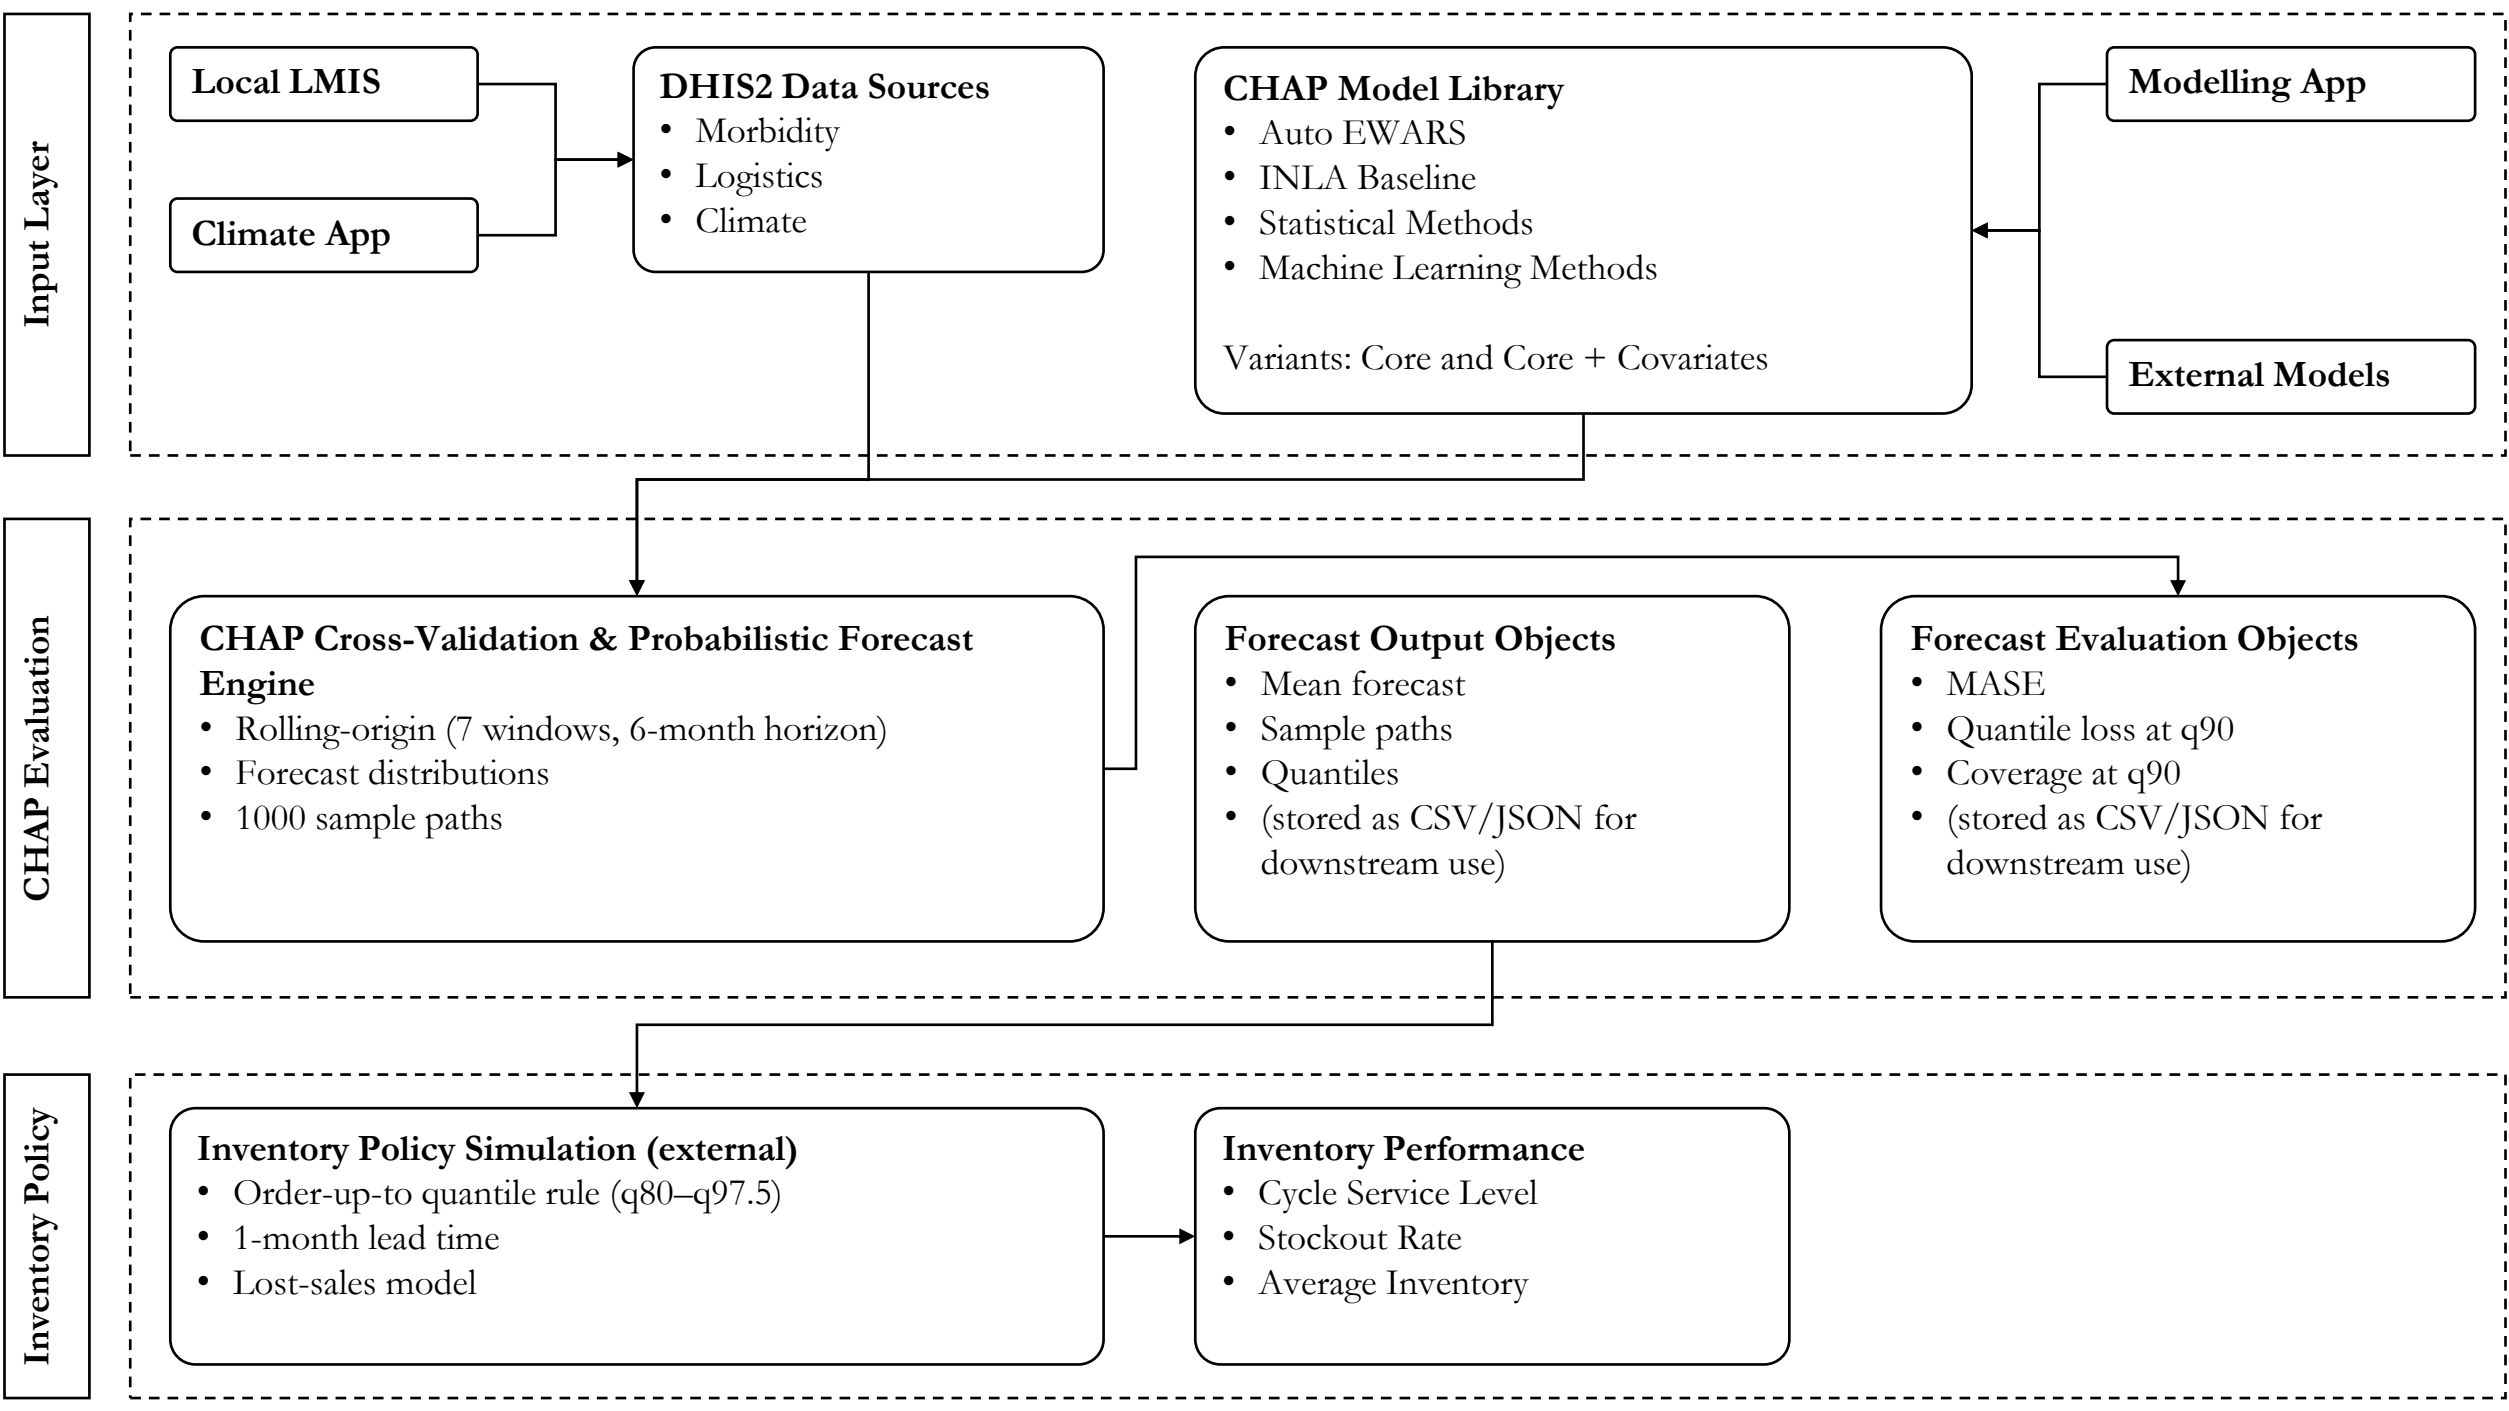 Input Layer
Local LMIS
Climate App
DHIS2 Data Sources
• Morbidity
• Logistics
• Climate
CHAP Model Library
• Auto EWARS
• INLA Baseline
• Statistical Methods
• Machine Learning Methods
Variants: Core and Core + Covariates
Modelling App
External Models
CHAP Evaluation
CHAP Cross-Validation & Probabilistic Forecast
Engine
• Rolling-origin (7 windows, 6-month horizon)
• Forecast distributions
• 1000 sample paths
Forecast Output Objects
• Mean forecast
• Sample paths
• Quantiles
• (stored as CSV/JSON for
downstream use)
Forecast Evaluation Objects
• MASE
• Quantile loss at q90
• Coverage at q90
• (stored as CSV/JSON for
downstream use)
Inventory Policy
Inventory Policy Simulation (external)
• Order-up-to quantile rule (q80–q97.5)
• 1-month lead time
• Lost-sales model
Inventory Performance
• Cycle Service Level
• Stockout Rate
• Average Inventory